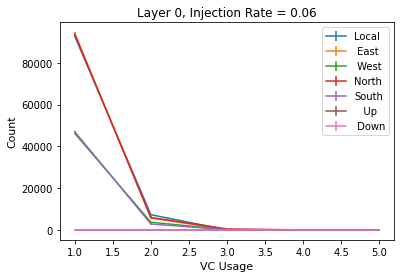 Layer 0, Injection Rate = 0.06
Count
80000
60000
40000
20000
0
Local
East
West
North
South
Up
Down
1.0 1.5 2.0 2.5 3.0 3.5 4.0 4.5 5.0
VC Usage